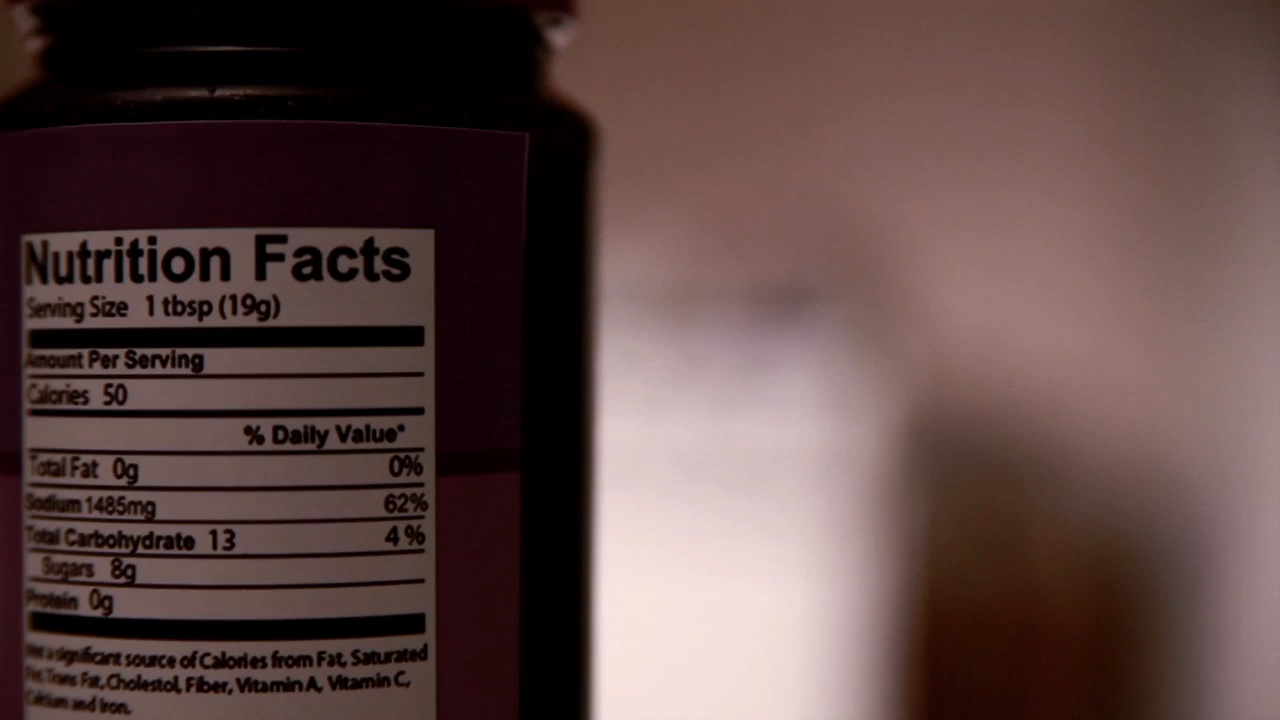 Nutrition Facts
Serving Size 1 tbsp (19g)
Amount Per Serving
Calories 50
% Daily Value*
Total Fat 0g 0%
Sodium 1485mg 62%
Total Carbohydrate 13 4%
Sugars 8g
Protein 0g
Not a significant source of Calories from Fat, Saturated
Fat, Trans Fat, Cholestol, Fiber, Vitamin A, Vitamin C,
Calcium and Iron.